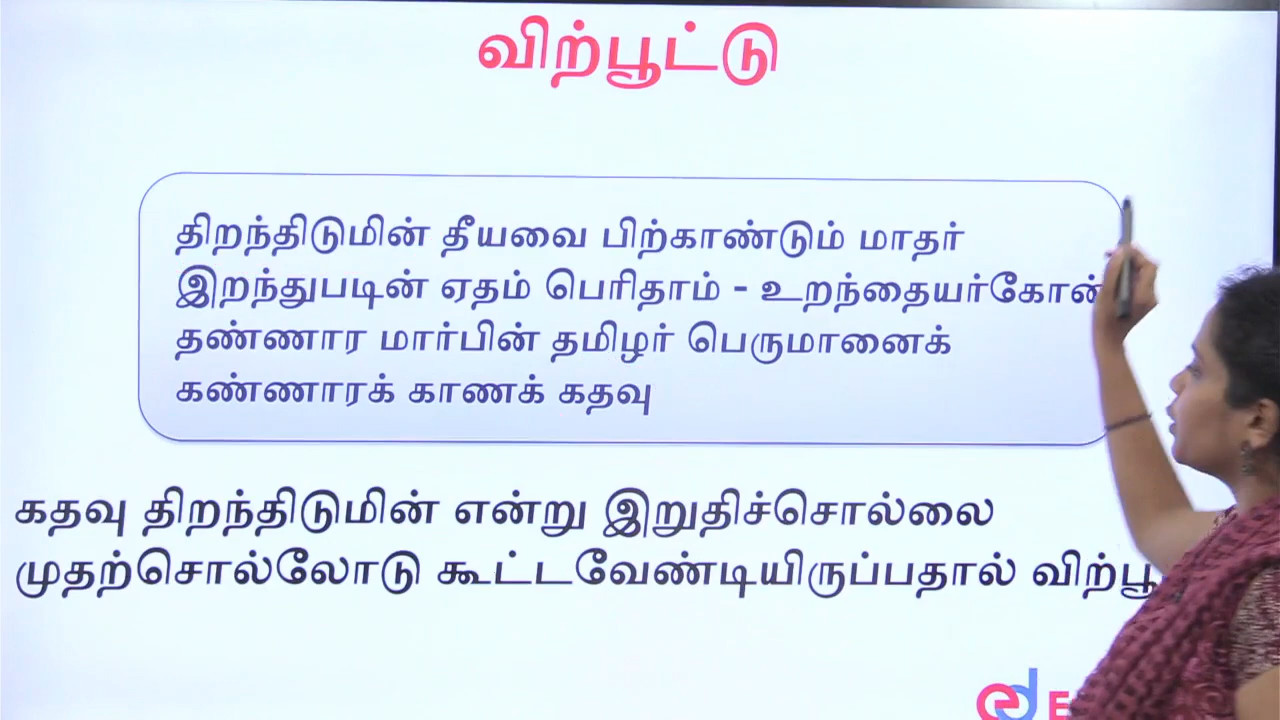 விற்பூட்டு
திறந்திடுமின் தீயவை பிற்காண்டும் மாதர்
இறந்துபடின் ஏதம் பெரிதாம் - உறந்தையர்கோன்
தண்ணார மார்பின் தமிழர் பெருமானைக்
கண்ணாரக் காணக் கதவு
கதவு திறந்திடுமின் என்று இறுதிச்சொல்லை
முதற்சொல்லோடு கூட்டவேண்டியிருப்பதால்